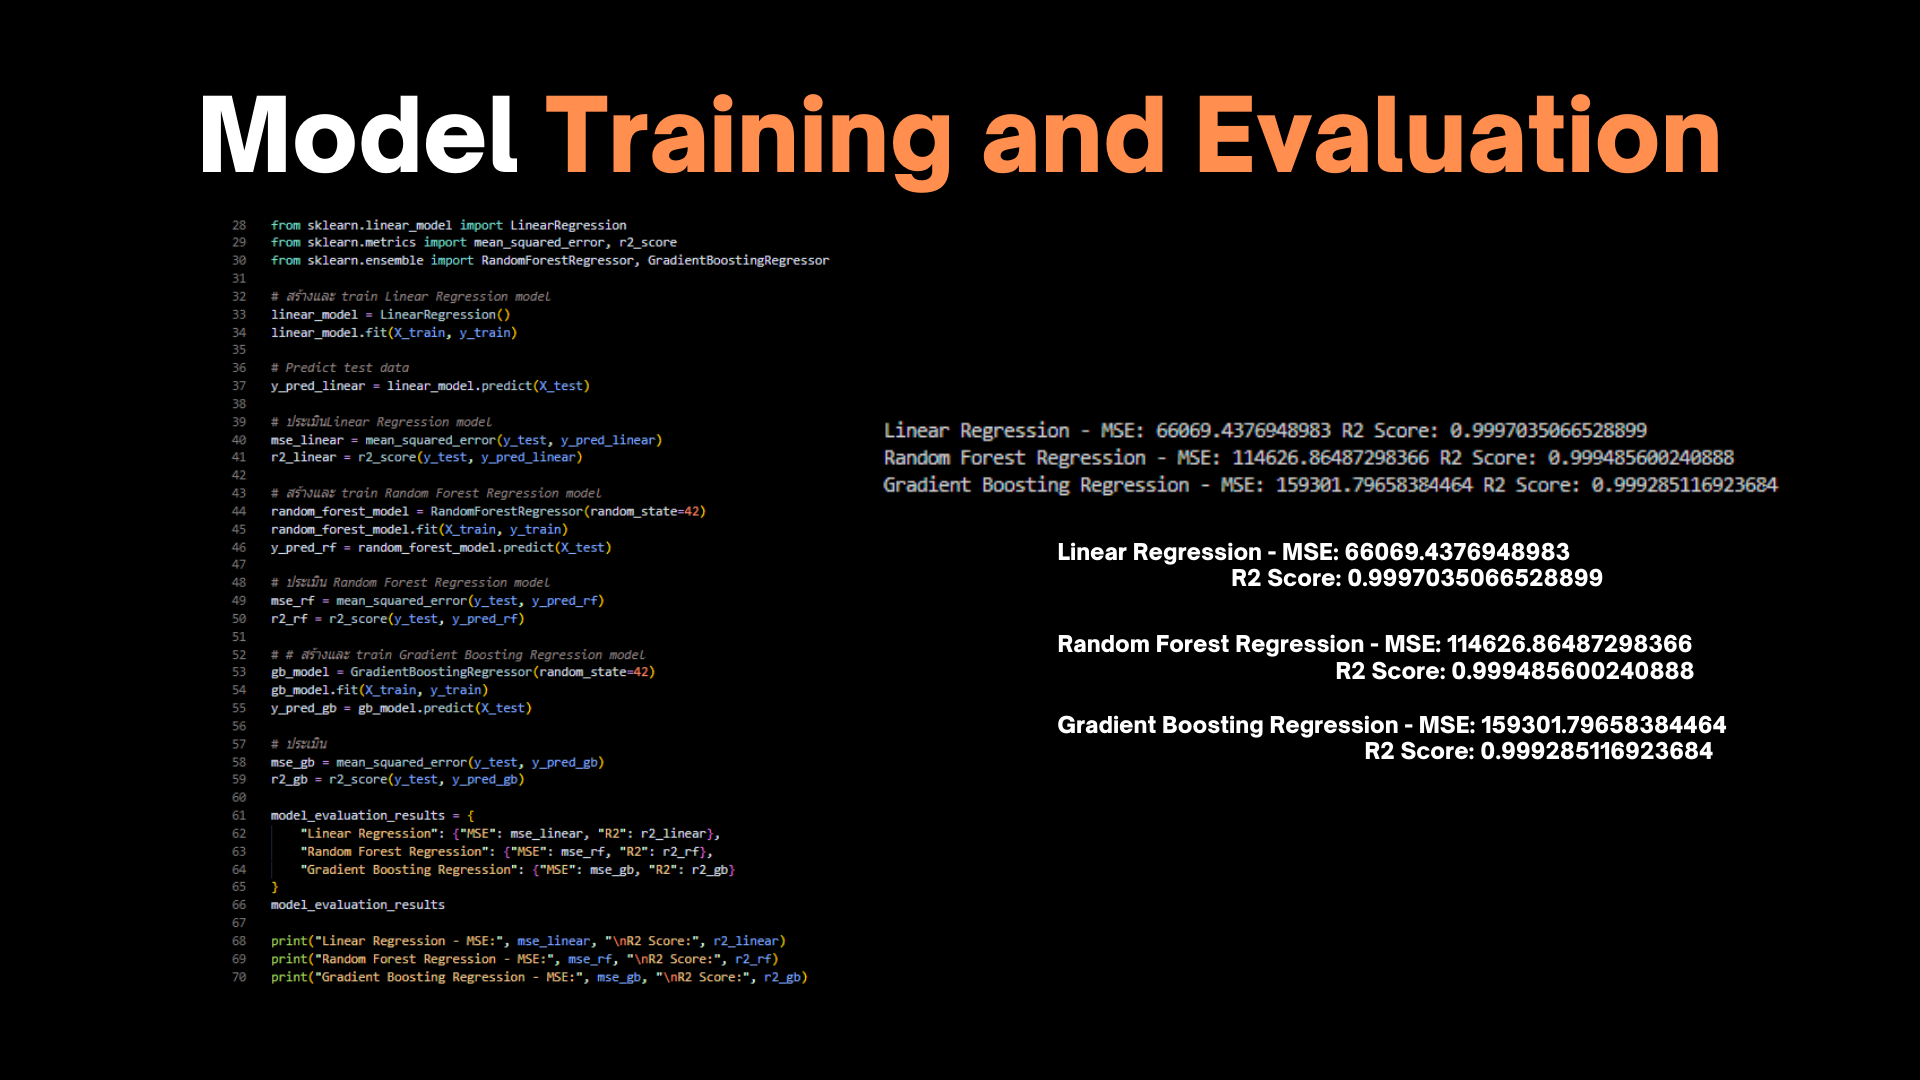 Model Training and Evaluation
28 from sklearn.linear_model import LinearRegression
29 from sklearn.metrics import mean_squared_error, r2_score
30 from sklearn.ensemble import RandomForestRegressor, GradientBoostingRegressor
31
32 # สร้างและ train Linear Regression model
33 linear_model = LinearRegression()
34 linear_model.fit(X_train, y_train)
35
36 # Predict test data
37 y_pred_linear = linear_model.predict(X_test)
38
39 # ประเมินLinear Regression model
40 mse_linear = mean_squared_error(y_test, y_pred_linear)
41 r2_linear = r2_score(y_test, y_pred_linear)
42
43 # สร้างและ train Random Forest Regression model
44 random_forest_model = RandomForestRegressor(random_state=42)
45 random_forest_model.fit(X_train, y_train)
46 y_pred_rf = random_forest_model.predict(X_test)
47
48 # ประเมิน Random Forest Regression model
49 mse_rf = mean_squared_error(y_test, y_pred_rf)
50 r2_rf = r2_score(y_test, y_pred_rf)
51
52 # # สร้างและ train Gradient Boosting Regression model
53 gb_model = GradientBoostingRegressor(random_state=42)
54 gb_model.fit(X_train, y_train)
55 y_pred_gb = gb_model.predict(X_test)
56
57 # ประเมิน
58 mse_gb = mean_squared_error(y_test, y_pred_gb)
59 r2_gb = r2_score(y_test, y_pred_gb)
60
61 model_evaluation_results = {
62 "Linear Regression": {"MSE": mse_linear, "R2": r2_linear},
63 "Random Forest Regression": {"MSE": mse_rf, "R2": r2_rf},
64 "Gradient Boosting Regression": {"MSE": mse_gb, "R2": r2_gb}
65 }
66 model_evaluation_results
67
68 print("Linear Regression - MSE:", mse_linear, "\nR2 Score:", r2_linear)
69 print("Random Forest Regression - MSE:", mse_rf, "\nR2 Score:", r2_rf)
70 print("Gradient Boosting Regression - MSE:", mse_gb, "\nR2 Score:", r2_gb)
Linear Regression - MSE: 66069.4376948983 R2 Score: 0.9997035066528899
Random Forest Regression - MSE: 114626.86487298366 R2 Score: 0.999485600240888
Gradient Boosting Regression - MSE: 159301.79658384464 R2 Score: 0.999285116923684
Linear Regression - MSE: 66069.4376948983
R2 Score: 0.9997035066528899
Random Forest Regression - MSE: 114626.86487298366
R2 Score: 0.999485600240888
Gradient Boosting Regression - MSE: 159301.79658384464
R2 Score: 0.999285116923684